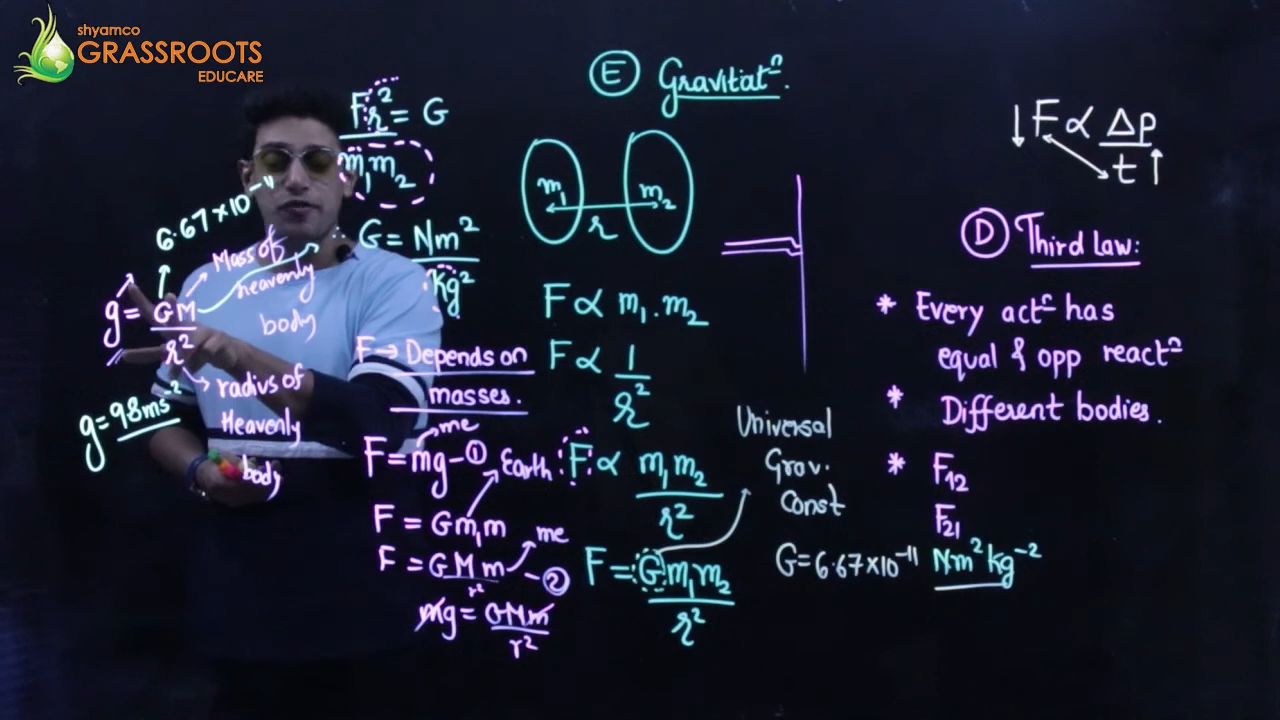 shyamco
GRASSROOTS
EDUCARE
Fr² = G
m₁m₂
G = Nm²
kg²
6.67×10⁻¹¹
Mass of
heavenly
body
g = GM
r²
radius of
Heavenly
body
g=9.8ms⁻²
F → Depends on
masses.
me
F=mg-① Earth
F = Gm₁m
me
F = GMm -②
r²
mg = GMm
r²
Ⓔ Gravitatⁿ.
m₁ m₂
r
F ∝ m₁.m₂
F ∝ 1
r²
F ∝ m₁m₂
r²
F = Gm₁m₂
r²
Universal
Grav.
Const
G=6.67×10⁻¹¹ Nm²kg⁻²
↓F ∝ Δp
t↑
Ⓓ Third Law:
* Every actⁿ has
equal & opp reactⁿ
* Different bodies.
* F₁₂
F₂₁